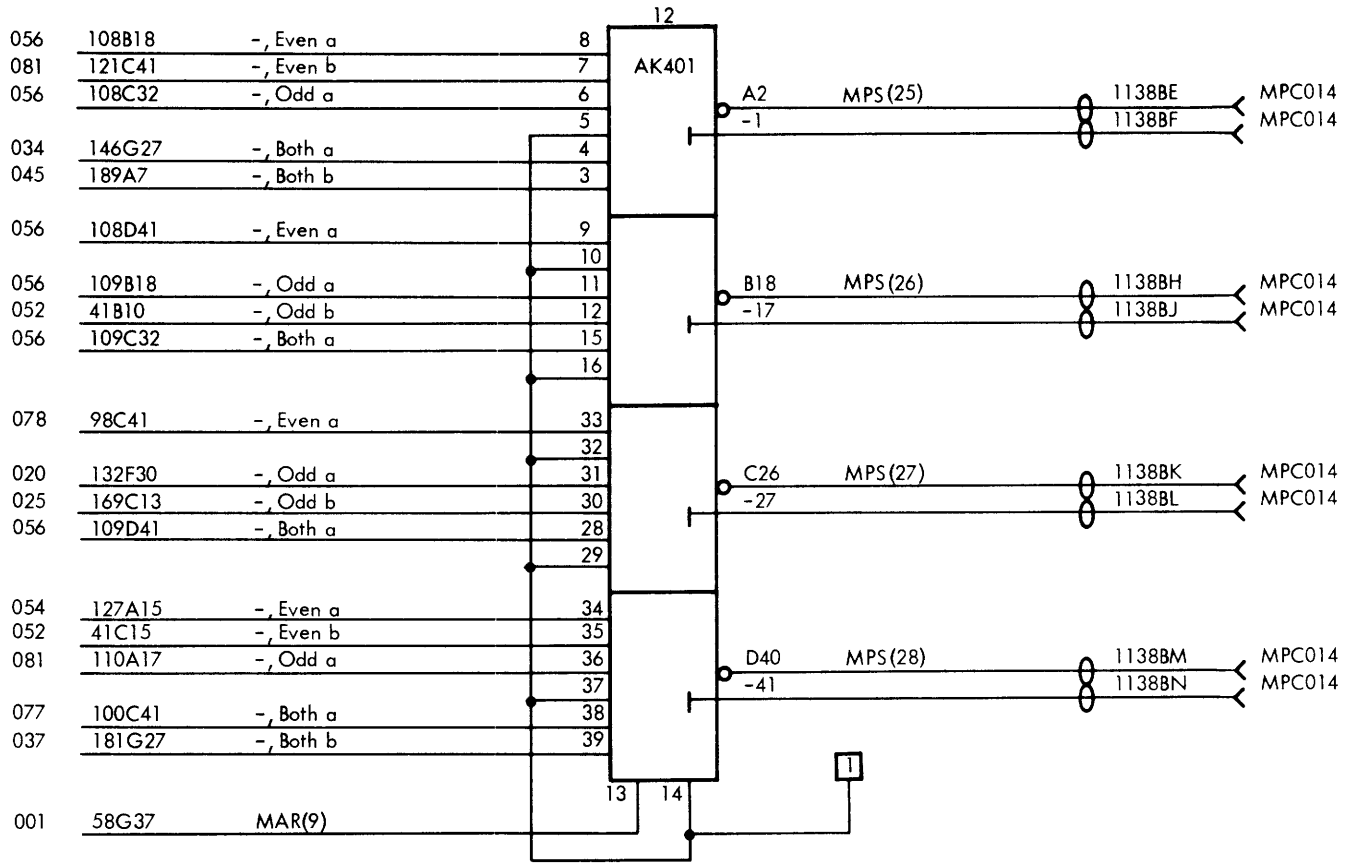 12
056 108B18 -, Even a 8
AK401
081 121C41 -, Even b 7
056 108C32 -, Odd a 6
A2 MPS(25) 1138BE MPC014
-1 1138BF MPC014
5
034 146G27 -, Both a 4
045 189A7 -, Both b 3
056 108D41 -, Even a 9
10
056 109B18 -, Odd a 11
B18 MPS(26) 1138BH MPC014
052 41B10 -, Odd b 12
-17 1138BJ MPC014
056 109C32 -, Both a 15
16
078 98C41 -, Even a 33
32
020 132F30 -, Odd a 31
C26 MPS(27) 1138BK MPC014
025 169C13 -, Odd b 30
-27 1138BL MPC014
056 109D41 -, Both a 28
29
054 127A15 -, Even a 34
052 41C15 -, Even b 35
081 110A17 -, Odd a 36
D40 MPS(28) 1138BM MPC014
-41 1138BN MPC014
37
077 100C41 -, Both a 38
037 181G27 -, Both b 39
1
13 14
001 58G37 MAR(9)